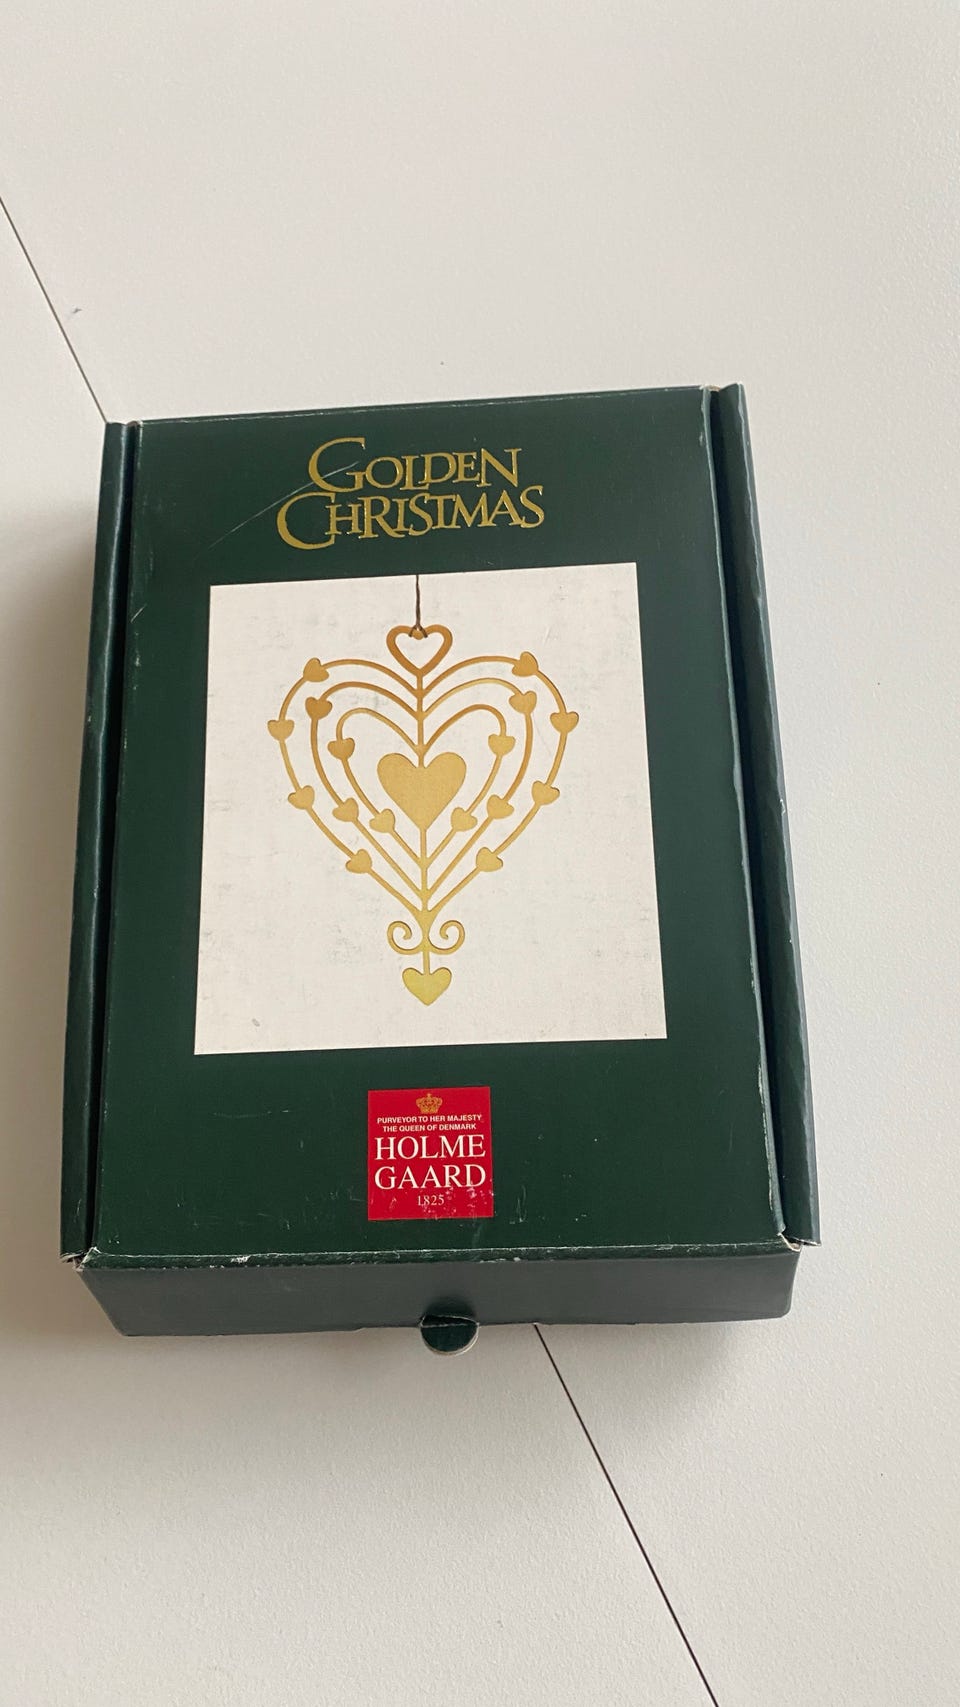 GOLDEN
CHRISTMAS
PURVEYOR TO HER MAJESTY
THE QUEEN OF DENMARK
HOLME
GAARD
1825